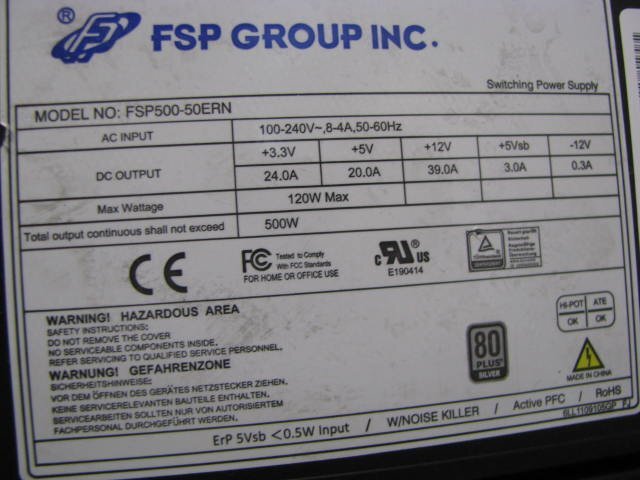 FSP GROUP INC.
Switching Power Supply
MODEL NO: FSP500-50ERN
AC INPUT 100-240V~,8-4A,50-60Hz
DC OUTPUT +3.3V +5V +12V +5Vsb -12V
24.0A 20.0A 39.0A 3.0A 0.3A
Max Wattage 120W Max
Total output continuous shall not exceed 500W
CE
FC Tested to Comply
With FCC Standards
FOR HOME OR OFFICE USE
c RU US
E190414
WARNING! HAZARDOUS AREA
SAFETY INSTRUCTIONS:
DO NOT REMOVE THE COVER
NO SERVICEABLE COMPONENTS INSIDE.
REFER SERVICING TO QUALIFIED SERVICE PERSONNEL.
WARNUNG! GEFAHRENZONE
SICHERHEITSHINWEISE:
VOR DEM ÖFFNEN DES GERÄTES NETZSTECKER ZIEHEN.
KEINE SERVICIERBAREN BAUTEILE ENTHALTEN.
SERVICEARBEITEN SOLLTEN NUR VON AUTORISIERTEM
FACHPERSONAL DURCHGEFÜHRT WERDEN.
80
PLUS
SILVER
HI-POT ATE
OK OK
MADE IN CHINA
ErP 5Vsb <0.5W Input / W/NOISE KILLER / Active PFC / RoHS